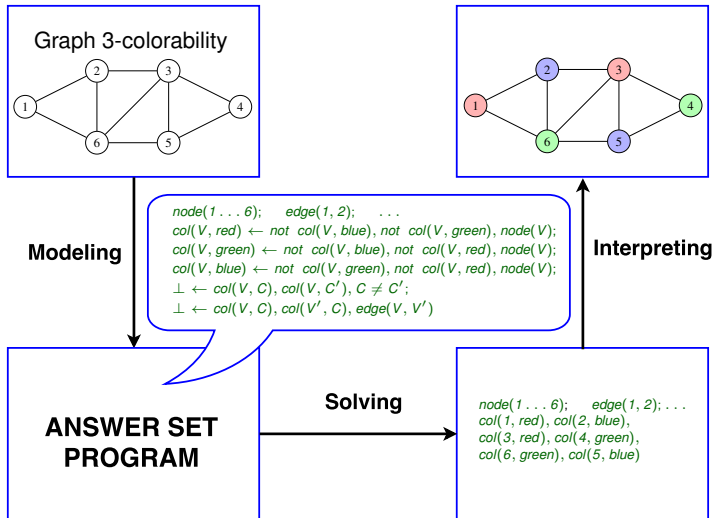 Graph 3-colorability
2
3
1
4
6
5
2
3
1
4
6
5
Modeling
node(1 . . . 6);    edge(1, 2);    . . .
col(V, red) ← not col(V, blue), not col(V, green), node(V);
col(V, green) ← not col(V, blue), not col(V, red), node(V);
col(V, blue) ← not col(V, green), not col(V, red), node(V);
⊥ ← col(V, C), col(V, C′), C ≠ C′;
⊥ ← col(V, C), col(V′, C), edge(V, V′)
Interpreting
ANSWER SET
PROGRAM
Solving
node(1 . . . 6);    edge(1, 2); . . .
col(1, red), col(2, blue),
col(3, red), col(4, green),
col(6, green), col(5, blue)